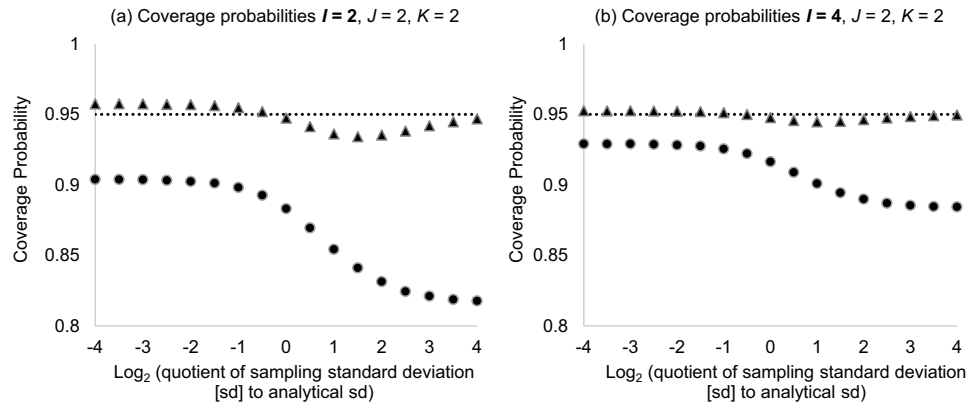 (a) Coverage probabilities I = 2, J = 2, K = 2
Coverage Probability
1
0.95
0.9
0.85
0.8
-4 -3 -2 -1 0 1 2 3 4
Log2 (quotient of sampling standard deviation
[sd] to analytical sd)
(b) Coverage probabilities I = 4, J = 2, K = 2
Coverage Probability
1
0.95
0.9
0.85
0.8
-4 -3 -2 -1 0 1 2 3 4
Log2 (quotient of sampling standard deviation
[sd] to analytical sd)